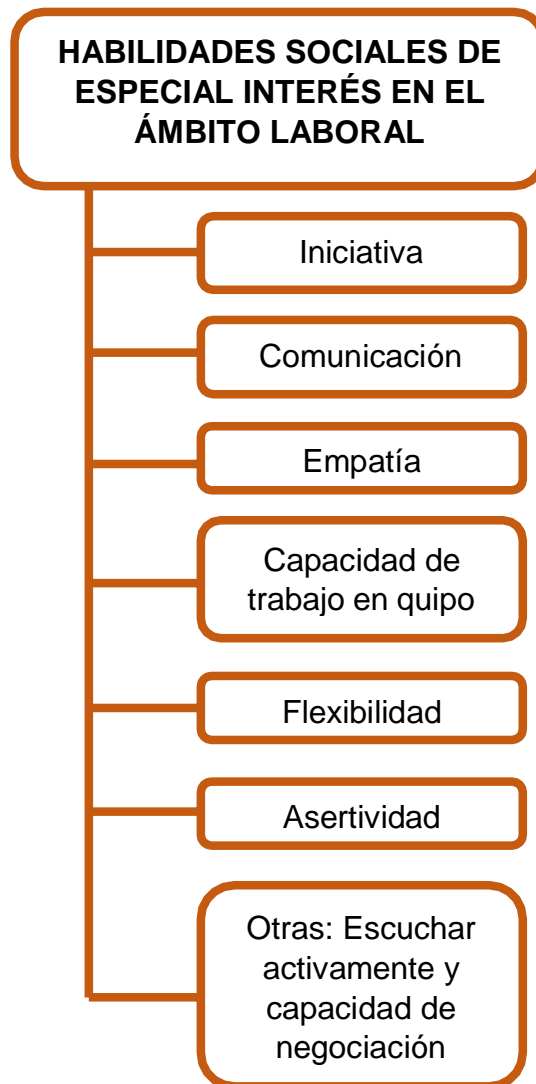 HABILIDADES SOCIALES DE
ESPECIAL INTERÉS EN EL
ÁMBITO LABORAL
Iniciativa
Comunicación
Empatía
Capacidad de
trabajo en quipo
Flexibilidad
Asertividad
Otras: Escuchar
activamente y
capacidad de
negociación